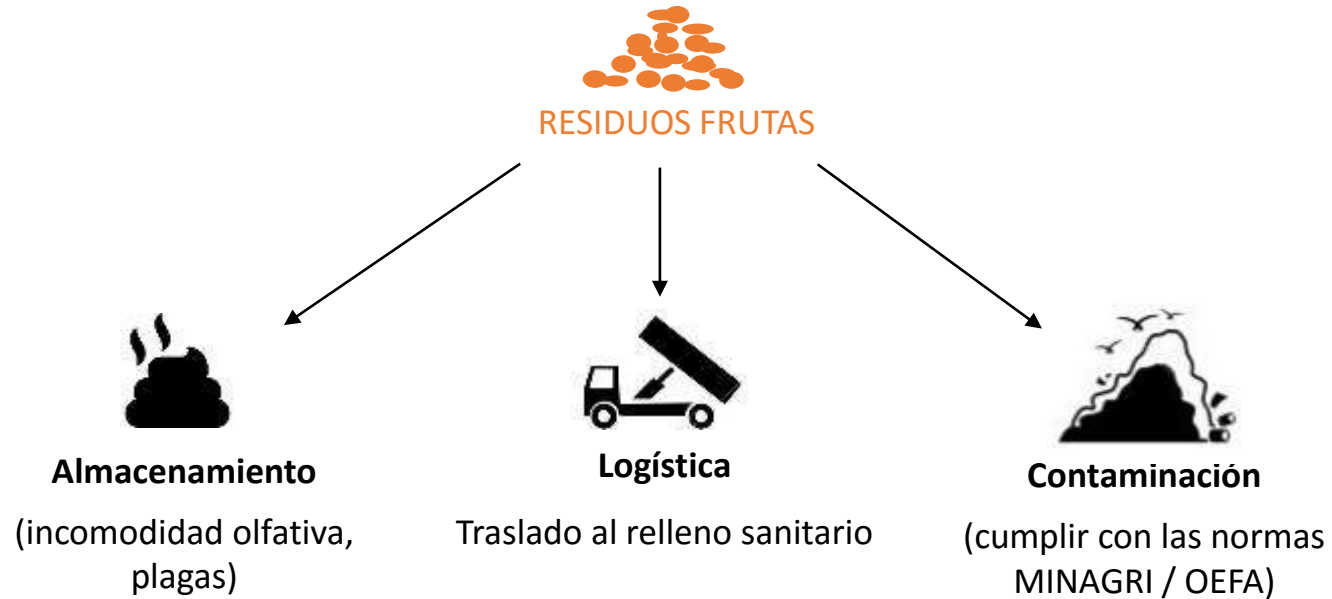 RESIDUOS FRUTAS
Almacenamiento
(incomodidad olfativa,
plagas)
Logística
Traslado al relleno sanitario
Contaminación
(cumplir con las normas
MINAGRI / OEFA)